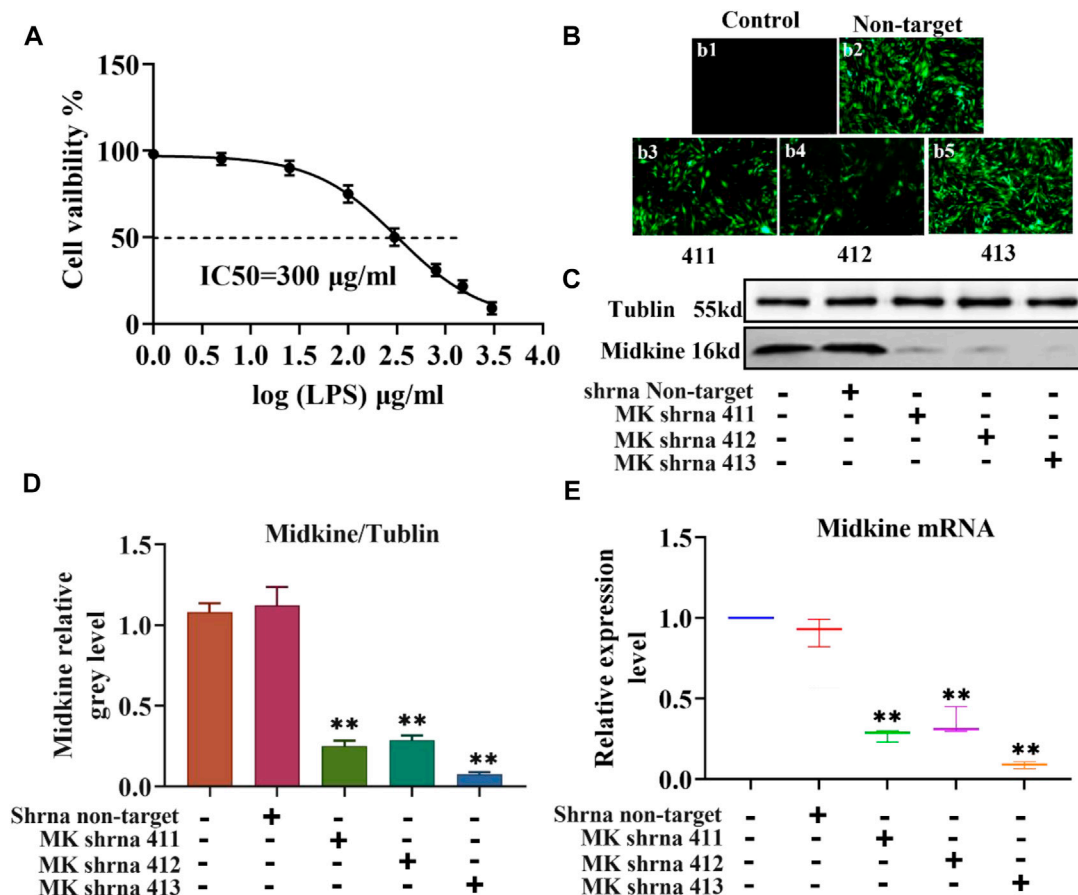 A
Cell vailbility %
150
100
50
0
IC50=300 µg/ml
0.0 0.5 1.0 1.5 2.0 2.5 3.0 3.5 4.0
log (LPS) µg/ml
B
Control Non-target
b1 b2
b3 b4 b5
411 412 413
C
Tublin 55kd
Midkine 16kd
shrna Non-target - + - - -
MK shrna 411 - - + - -
MK shrna 412 - - - + -
MK shrna 413 - - - - +
D
Midkine/Tublin
Midkine relative
grey level
1.5
1.0
0.5
0.0
** ** **
Shrna non-target - + - - -
MK shrna 411 - - + - -
MK shrna 412 - - - + -
MK shrna 413 - - - - +
E
Midkine mRNA
Relative expression
level
1.5
1.0
0.5
0.0
** ** **
Shrna non-target - + - - -
MK shrna 411 - - + - -
MK shrna 412 - - - + -
MK shrna 413 - - - - +